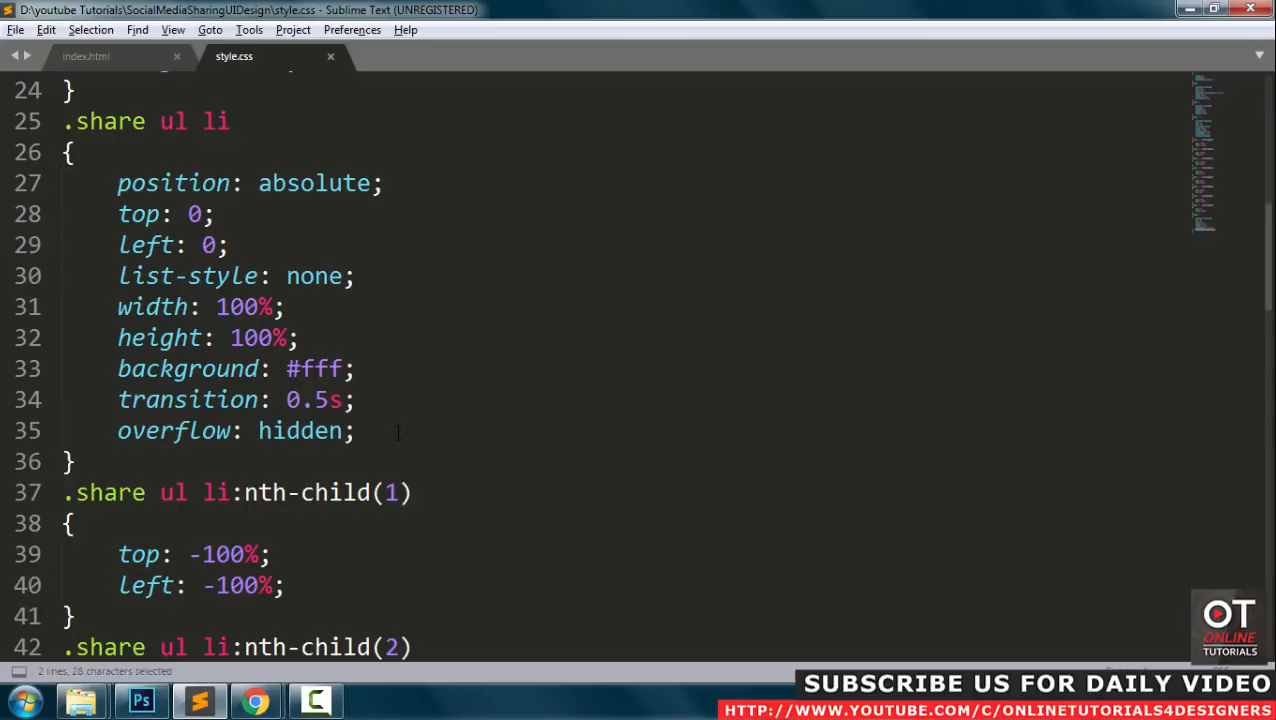 D:\youtube Tutorials\SocialMediaSharingUIDesign\style.css - Sublime Text (UNREGISTERED)
File Edit Selection Find View Goto Tools Project Preferences Help
index.html style.css
24 }
25 .share ul li
26 {
27 position: absolute;
28 top: 0;
29 left: 0;
30 list-style: none;
31 width: 100%;
32 height: 100%;
33 background: #fff;
34 transition: 0.5s;
35 overflow: hidden;
36 }
37 .share ul li:nth-child(1)
38 {
39 top: -100%;
40 left: -100%;
41 }
42 .share ul li:nth-child(2)
OT
ONLINE
TUTORIALS
2 lines, 28 characters selected
Ps
SUBSCRIBE US FOR DAILY VIDEO
HTTP://WWW.YOUTUBE.COM/C/ONLINETUTORIALS4DESIGNERS